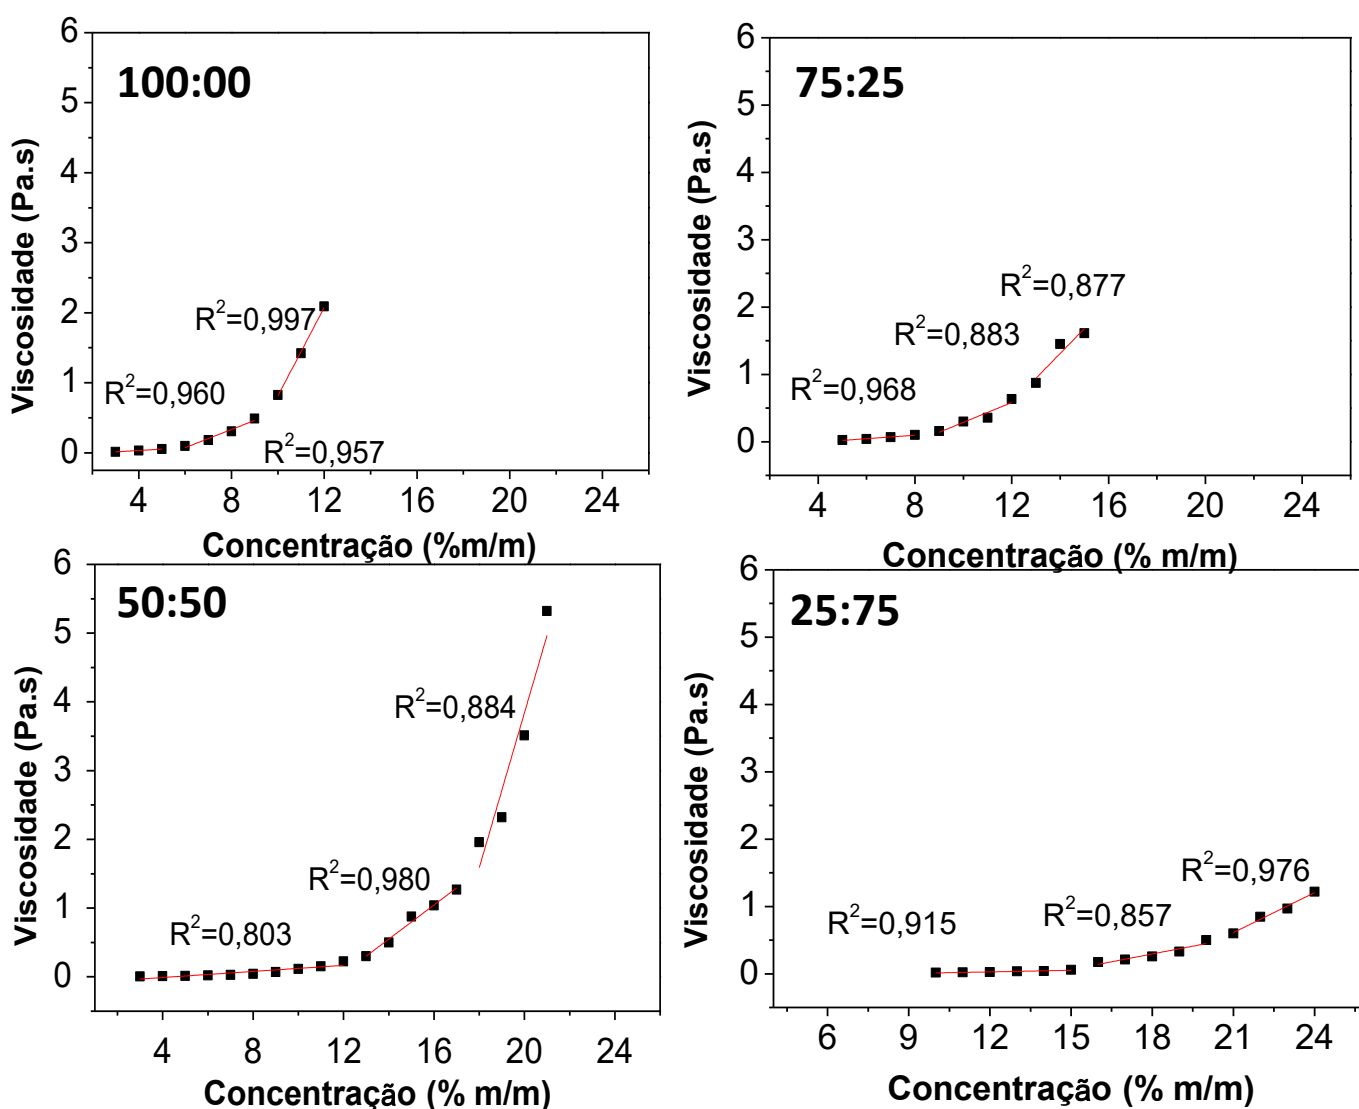 100:00
Viscosidade (Pa.s)
6
5
4
3
2
1
0
R²=0,997
R²=0,960
R²=0,957
4 8 12 16 20 24
Concentração (%m/m)
75:25
Viscosidade (Pa.s)
6
5
4
3
2
1
0
R²=0,877
R²=0,883
R²=0,968
4 8 12 16 20 24
Concentração (% m/m)
50:50
Viscosidade (Pa.s)
6
5
4
3
2
1
0
R²=0,884
R²=0,980
R²=0,803
4 8 12 16 20 24
Concentração (% m/m)
25:75
Viscosidade (Pa.s)
6
5
4
3
2
1
0
R²=0,976
R²=0,857
R²=0,915
6 9 12 15 18 21 24
Concentração (% m/m)